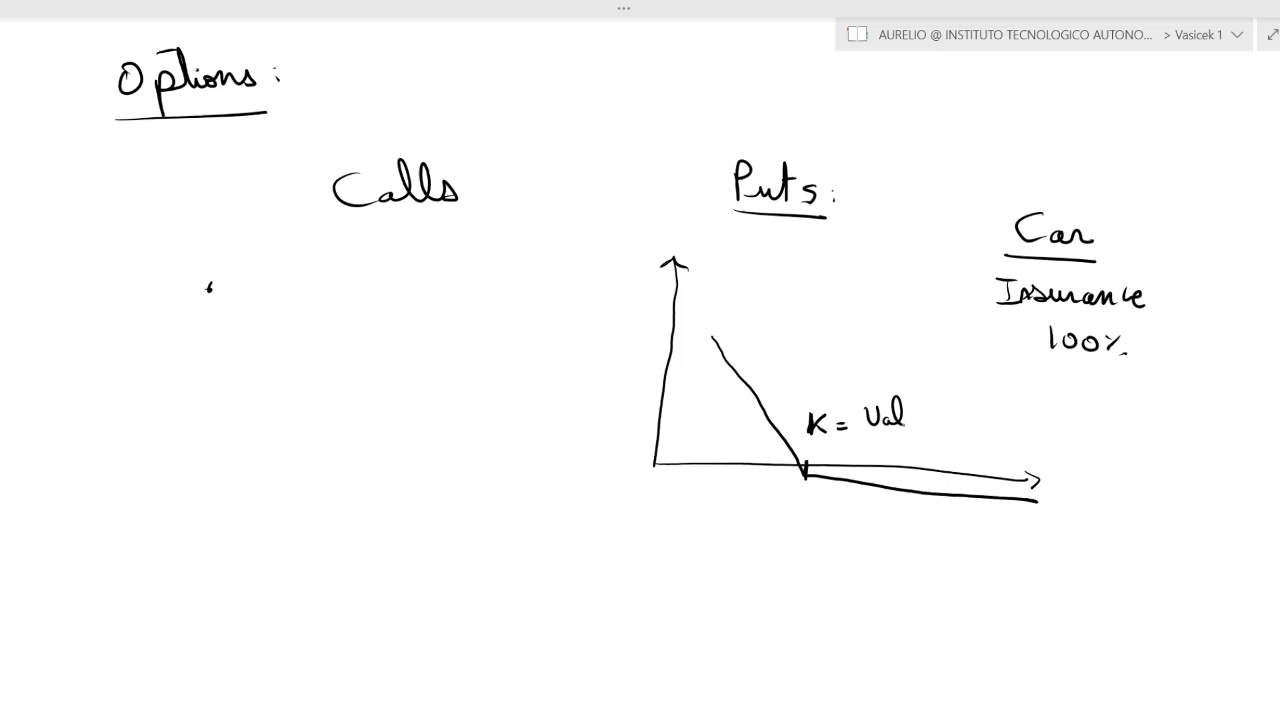 AURELIO @ INSTITUTO TECNOLOGICO AUTONO... > Vasicek 1
Options:
Calls
Puts:
Car
Insurance
100%
K = Val